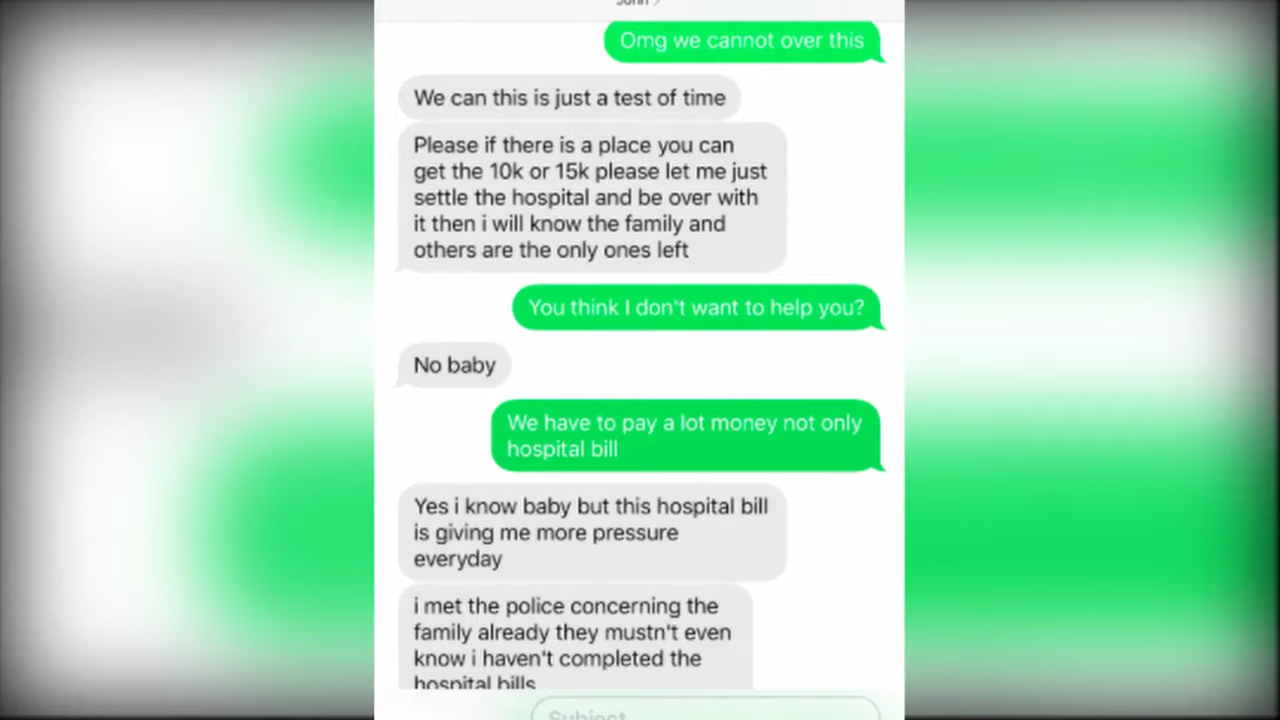 John
Omg we cannot over this
We can this is just a test of time
Please if there is a place you can
get the 10k or 15k please let me just
settle the hospital and be over with
it then i will know the family and
others are the only ones left
You think I don't want to help you?
No baby
We have to pay a lot money not only
hospital bill
Yes i know baby but this hospital bill
is giving me more pressure
everyday
i met the police concerning the
family already they mustn't even
know i haven't completed the
hospital bills
Subject